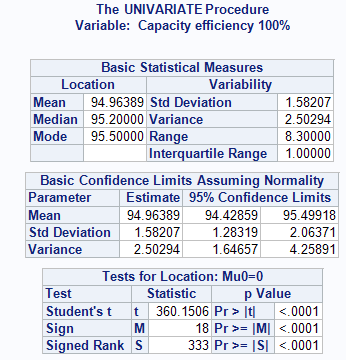 The UNIVARIATE Procedure
Variable: Capacity efficiency 100%
Basic Statistical Measures
Location Variability
Mean 94.96389 Std Deviation 1.58207
Median 95.20000 Variance 2.50294
Mode 95.50000 Range 8.30000
Interquartile Range 1.00000
Basic Confidence Limits Assuming Normality
Parameter Estimate 95% Confidence Limits
Mean 94.96389 94.42859 95.49918
Std Deviation 1.58207 1.28319 2.06371
Variance 2.50294 1.64657 4.25891
Tests for Location: Mu0=0
Test Statistic p Value
Student's t t 360.1506 Pr > |t| <.0001
Sign M 18 Pr >= |M| <.0001
Signed Rank S 333 Pr >= |S| <.0001